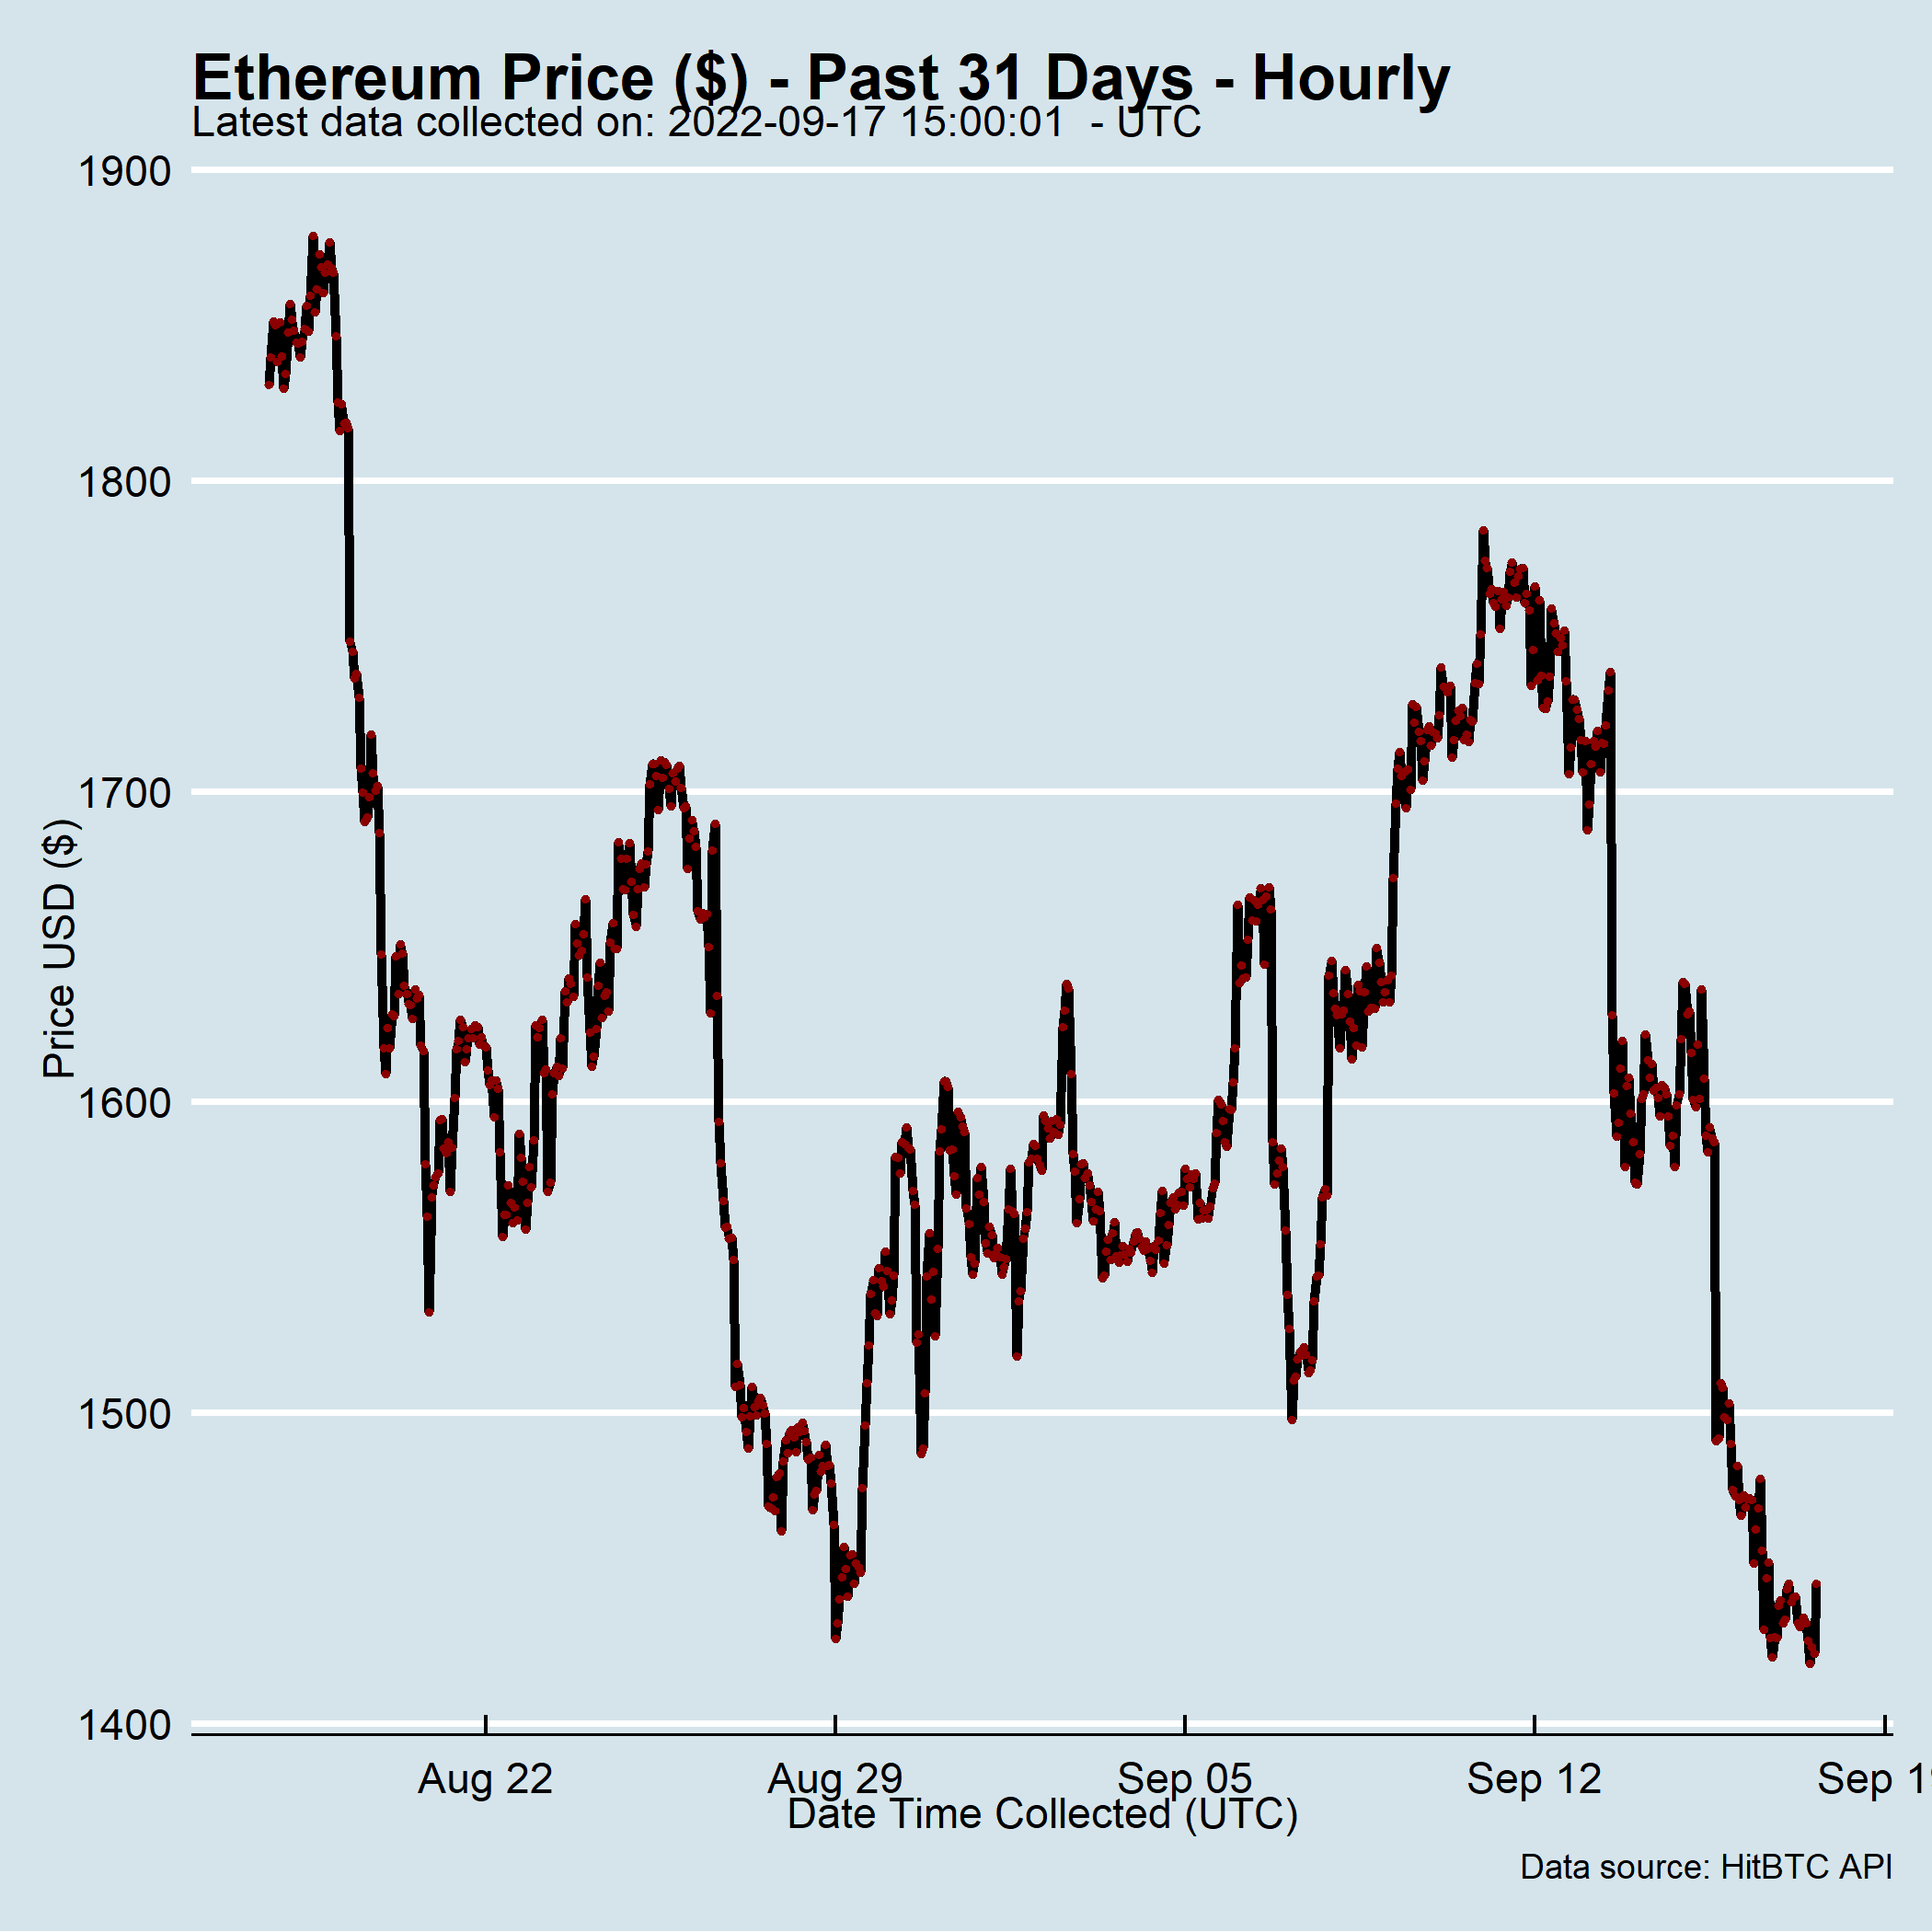 Ethereum Price ($) - Past 31 Days - Hourly
Latest data collected on: 2022-09-17 15:00:01  - UTC
1900
1800
1700
1600
1500
1400
Price USD ($)
Aug 22 Aug 29 Sep 05 Sep 12 Sep 1
Date Time Collected (UTC)
Data source: HitBTC API